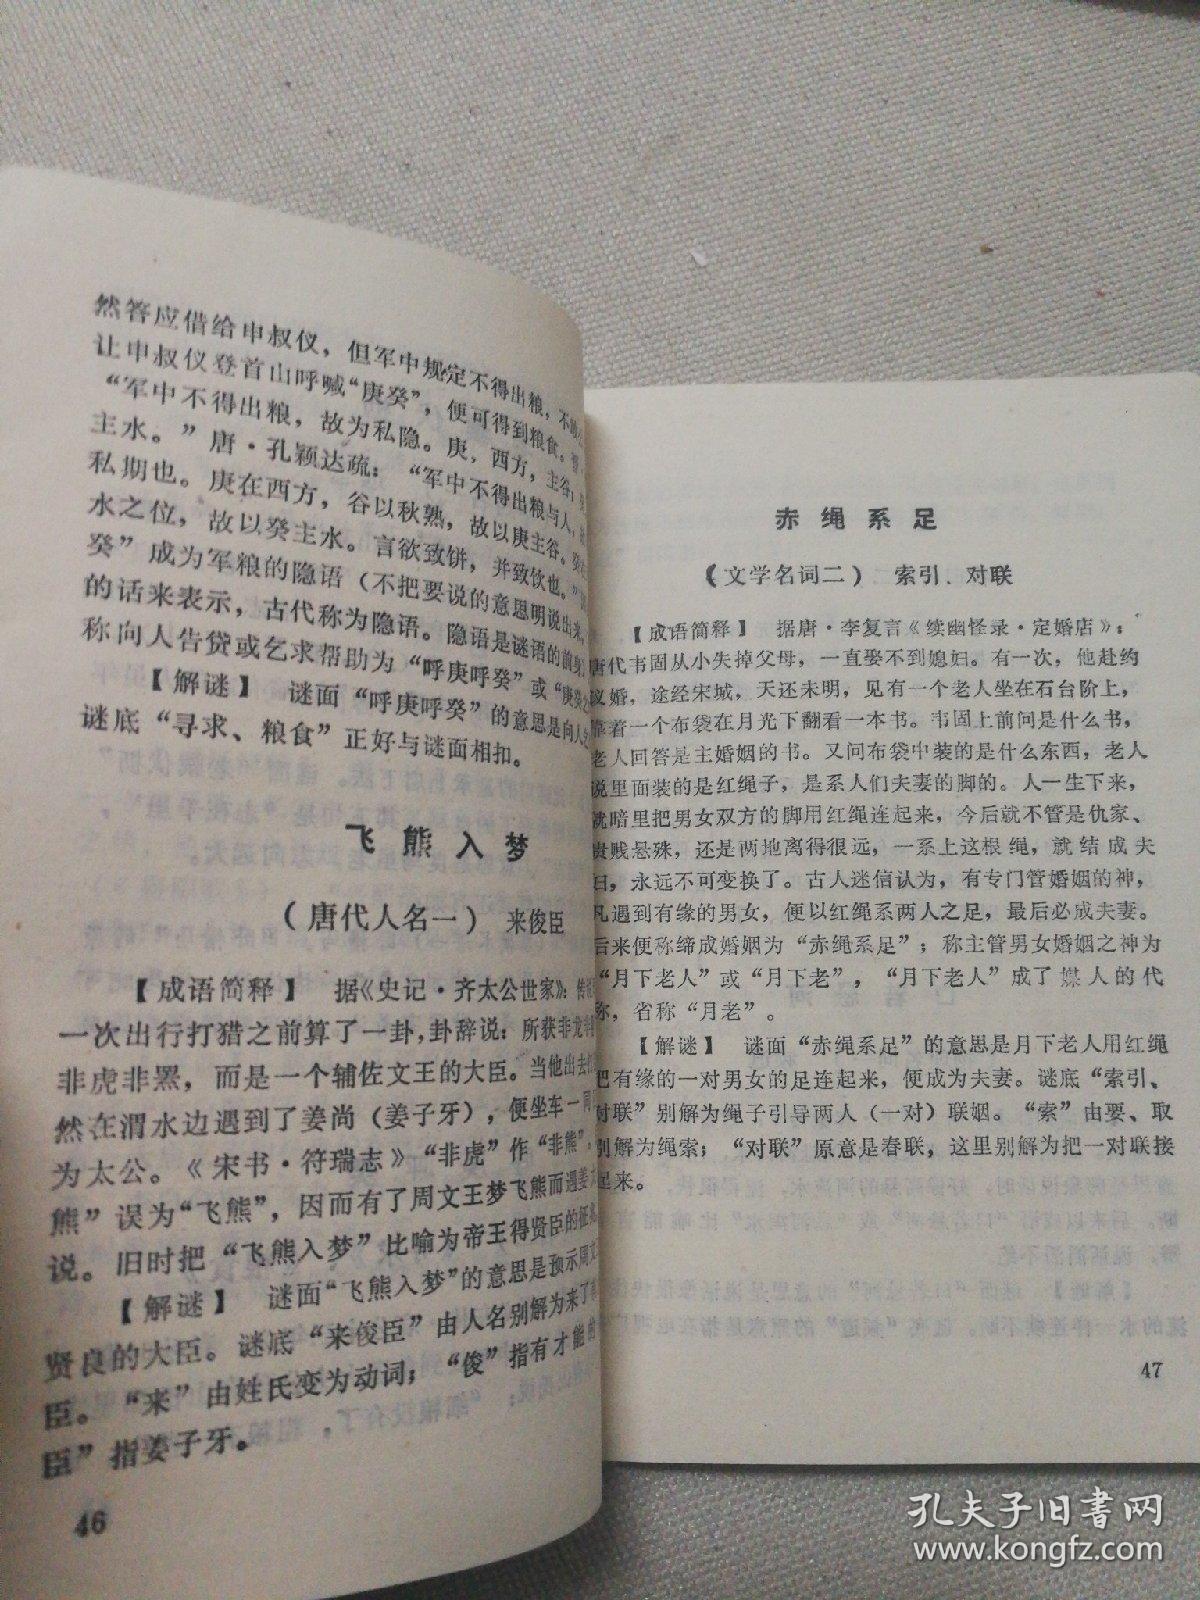 然答应借给申叔仪，但军中规定不得出粮，不
让申叔仪登首山呼喊“庚癸”，便可得到粮食。
“军中不得出粮，故为私隐。庚，西方，主谷；
主水。”唐·孔颖达疏：“军中不得出粮与人，
私期也。庚在西方，谷以秋熟，故以庚主谷。
水之位，故以癸主水。言欲致饼，并致饮也。”
癸”成为军粮的隐语（不把要说的意思明说出来，
的话来表示，古代称为隐语。隐语是谜语的前身
称向人告贷或乞求帮助为“呼庚呼癸”或“庚癸之
【解谜】 谜面“呼庚呼癸”的意思是向人
谜底“寻求、粮食”正好与谜面相扣。
飞熊入梦
（唐代人名一） 来俊臣
【成语简释】 据《史记·齐太公世家》：传
一次出行打猎之前算了一卦，卦辞说：所获非龙
非虎非罴，而是一个辅佐文王的大臣。当他出去
然在渭水边遇到了姜尚（姜子牙），便坐车一同
为太公。《宋书·符瑞志》“非虎”作“非熊”，
熊”误为“飞熊”，因而有了周文王梦飞熊而遇姜
说。旧时把“飞熊入梦”比喻为帝王得贤臣的征兆
【解谜】 谜面“飞熊入梦”的意思是预示周文
贤良的大臣。谜底“来俊臣”由人名别解为来了
臣。“来”由姓氏变为动词；“俊”指有才能的
臣”指姜子牙。
46
赤绳系足
（文学名词二） 索引、对联
【成语简释】 据唐·李复言《续幽怪录·定婚店》：
唐代韦固从小失掉父母，一直娶不到媳妇。有一次，他赴约
议婚，途经宋城，天还未明，见有一个老人坐在石台阶上，
靠着一个布袋在月光下翻看一本书。韦固上前问是什么书，
老人回答是主婚姻的书。又问布袋中装的是什么东西，老人
说里面装的是红绳子，是系人们夫妻的脚的。人一生下来，
就暗里把男女双方的脚用红绳连起来，今后就不管是仇家、
贵贱悬殊，还是两地离得很远，一系上这根绳，就结成夫
妇，永远不可变换了。古人迷信认为，有专门管婚姻的神，
凡遇到有缘的男女，便以红绳系两人之足，最后必成夫妻。
后来便称缔成婚姻为“赤绳系足”；称主管男女婚姻之神为
“月下老人”或“月下老”，“月下老人”成了媒人的代
称，省称“月老”。
【解谜】 谜面“赤绳系足”的意思是月下老人用红绳
把有缘的一对男女的足连起来，便成为夫妻。谜底“索引、
对联”别解为绳子引导两人（一对）联姻。“索”由要、取
别解为绳索；“对联”原意是春联，这里别解为把一对联接
起来。
47
孔夫子旧书网
www.kongfz.com